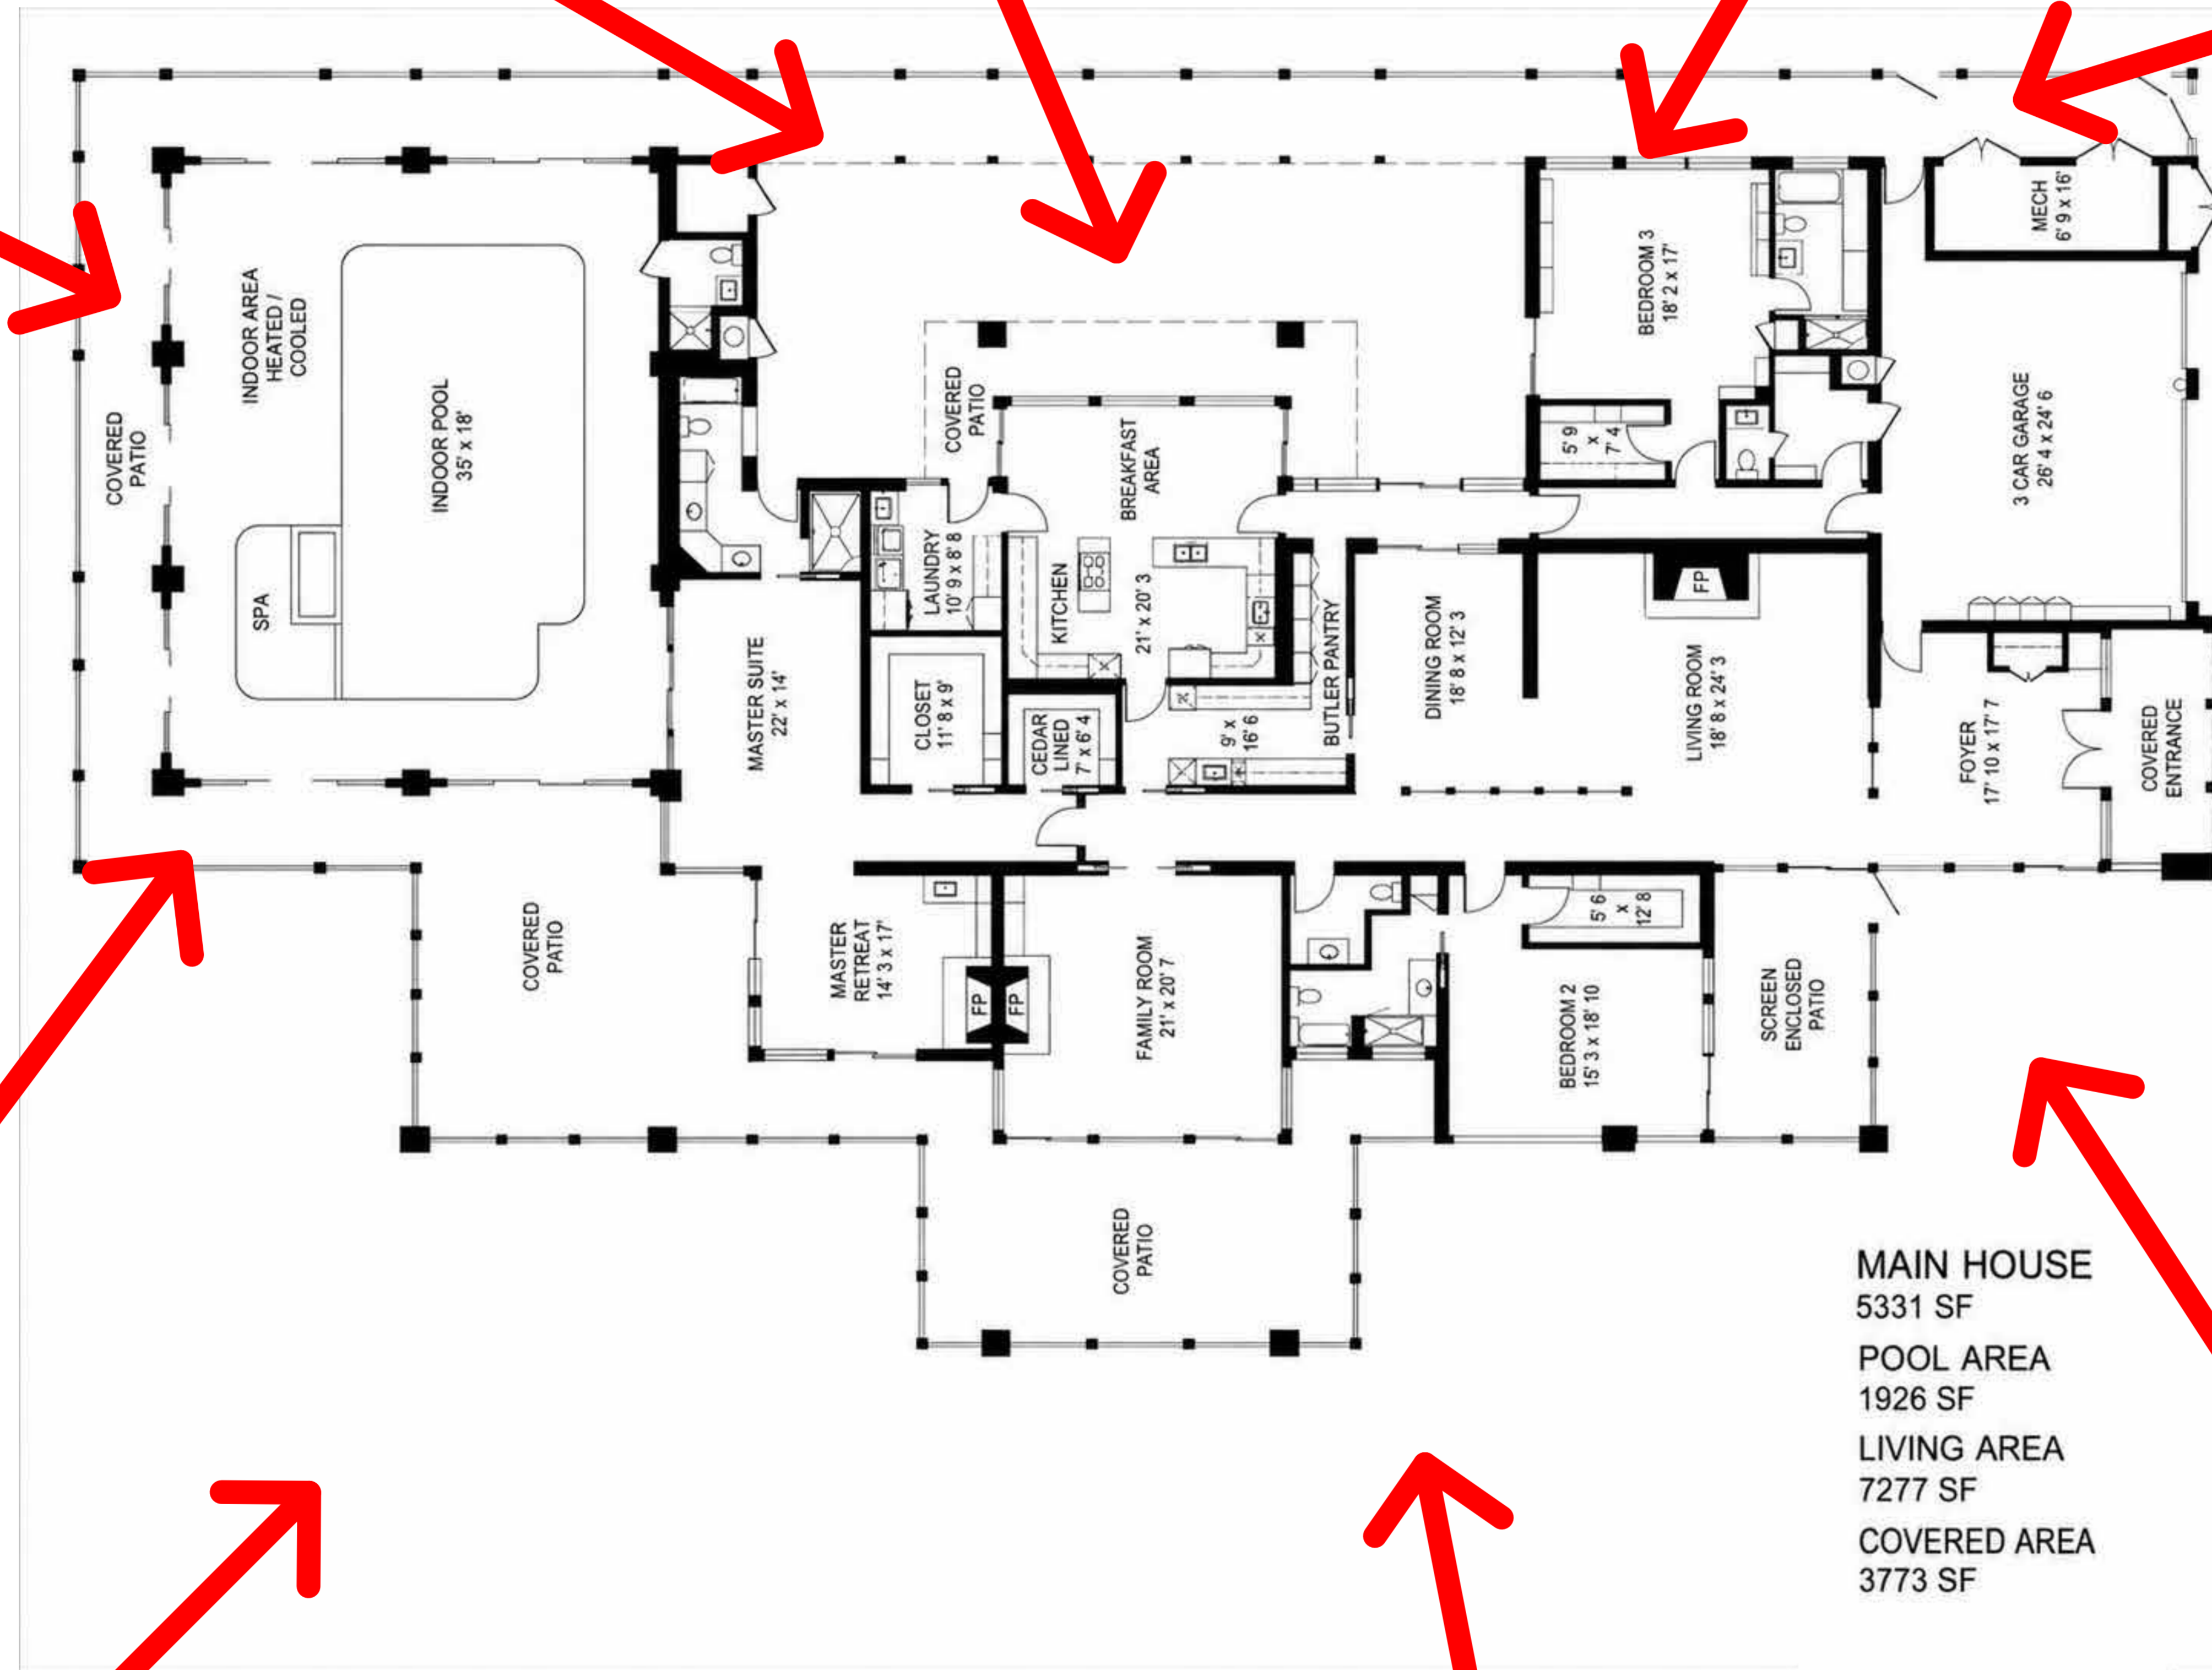 COVERED
PATIO
INDOOR AREA
HEATED /
COOLED
INDOOR POOL
35' x 18'
SPA
MASTER SUITE
22' x 14'
COVERED
PATIO
LAUNDRY
10' 9 x 8' 8
CLOSET
11' 8 x 9'
CEDAR
LINED
7' x 6' 4
BREAKFAST
AREA
KITCHEN
21' x 20' 3
9' x
16' 6
BUTLER PANTRY
DINING ROOM
18' 8 x 12' 3
BEDROOM 3
18' 2 x 17'
5' 9
x
7' 4
MECH
6' 9 x 16'
3 CAR GARAGE
26' 4 x 24' 6
FP
LIVING ROOM
18' 8 x 24' 3
FOYER
17' 10 x 17' 7
COVERED
ENTRANCE
COVERED
PATIO
MASTER
RETREAT
14' 3 x 17'
FP
FP
FAMILY ROOM
21' x 20' 7
BEDROOM 2
15' 3 x 18' 10
5' 6
x
12' 8
SCREEN
ENCLOSED
PATIO
COVERED
PATIO
MAIN HOUSE
5331 SF
POOL AREA
1926 SF
LIVING AREA
7277 SF
COVERED AREA
3773 SF